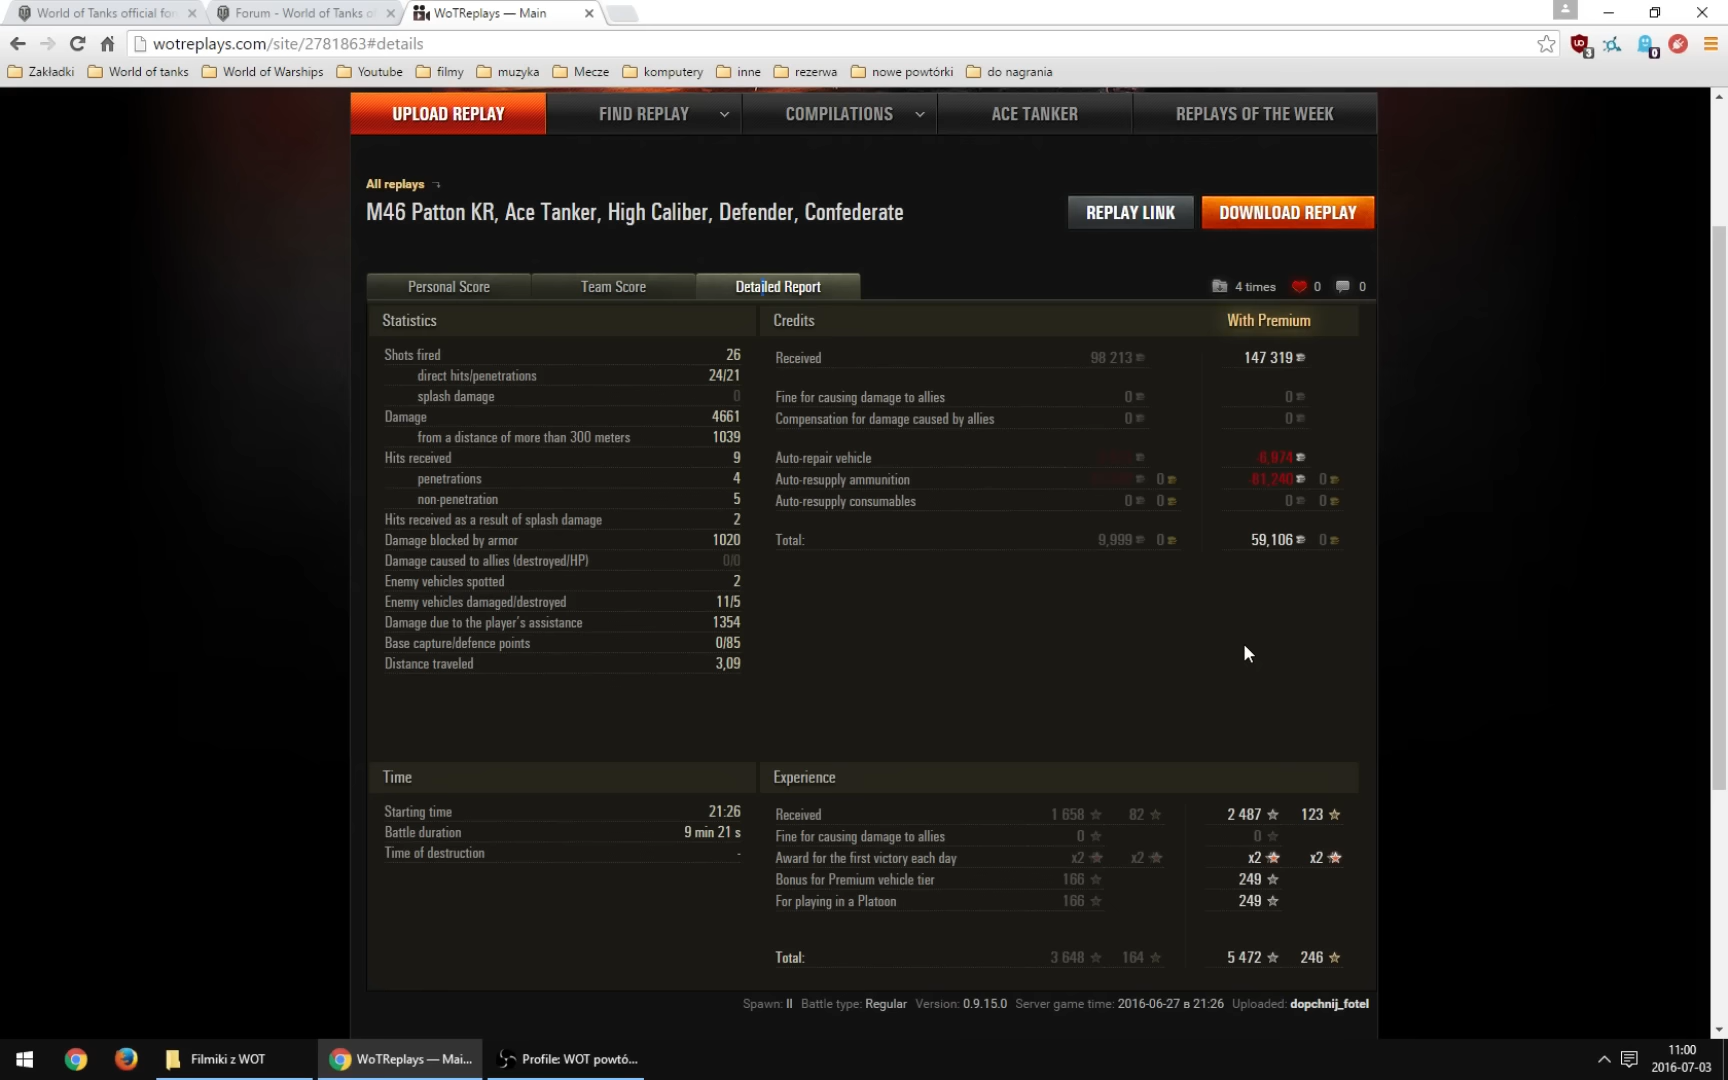 World of Tanks official for
Forum - World of Tanks o
WoTReplays — Main
wotreplays.com/site/2781863#details
Zakładki World of tanks World of Warships Youtube filmy muzyka Mecze komputery inne rezerwa nowe powtórki do nagrania
UPLOAD REPLAY FIND REPLAY COMPILATIONS ACE TANKER REPLAYS OF THE WEEK
All replays
M46 Patton KR, Ace Tanker, High Caliber, Defender, Confederate
REPLAY LINK DOWNLOAD REPLAY
Personal Score Team Score Detailed Report 4 times 0 0
Statistics
Shots fired 26
direct hits/penetrations 24/21
splash damage 0
Damage 4661
from a distance of more than 300 meters 1039
Hits received 9
penetrations 4
non-penetration 5
Hits received as a result of splash damage 2
Damage blocked by armor 1020
Damage caused to allies (destroyed/HP) 0/0
Enemy vehicles spotted 2
Enemy vehicles damaged/destroyed 11/5
Damage due to the player's assistance 1354
Base capture/defence points 0/85
Distance traveled 3,09
Credits With Premium
Received 98 213 147 319
Fine for causing damage to allies 0 0
Compensation for damage caused by allies 0 0
Auto-repair vehicle -6,974
Auto-resupply ammunition 0 -81,240 0
Auto-resupply consumables 0 0 0 0
Total: 9,999 0 59,106 0
Time
Starting time 21:26
Battle duration 9 min 21 s
Time of destruction -
Experience
Received 1 658 82 2 487 123
Fine for causing damage to allies 0 0
Award for the first victory each day x2 x2 x2 x2
Bonus for Premium vehicle tier 166 249
For playing in a Platoon 166 249
Total: 3 648 164 5 472 246
Spawn: II Battle type: Regular Version: 0.9.15.0 Server game time: 2016-06-27 в 21:26 Uploaded: dopchnij_fotel
Filmiki z WOT WoTReplays — Mai... Profile: WOT powtó...
11:00
2016-07-03